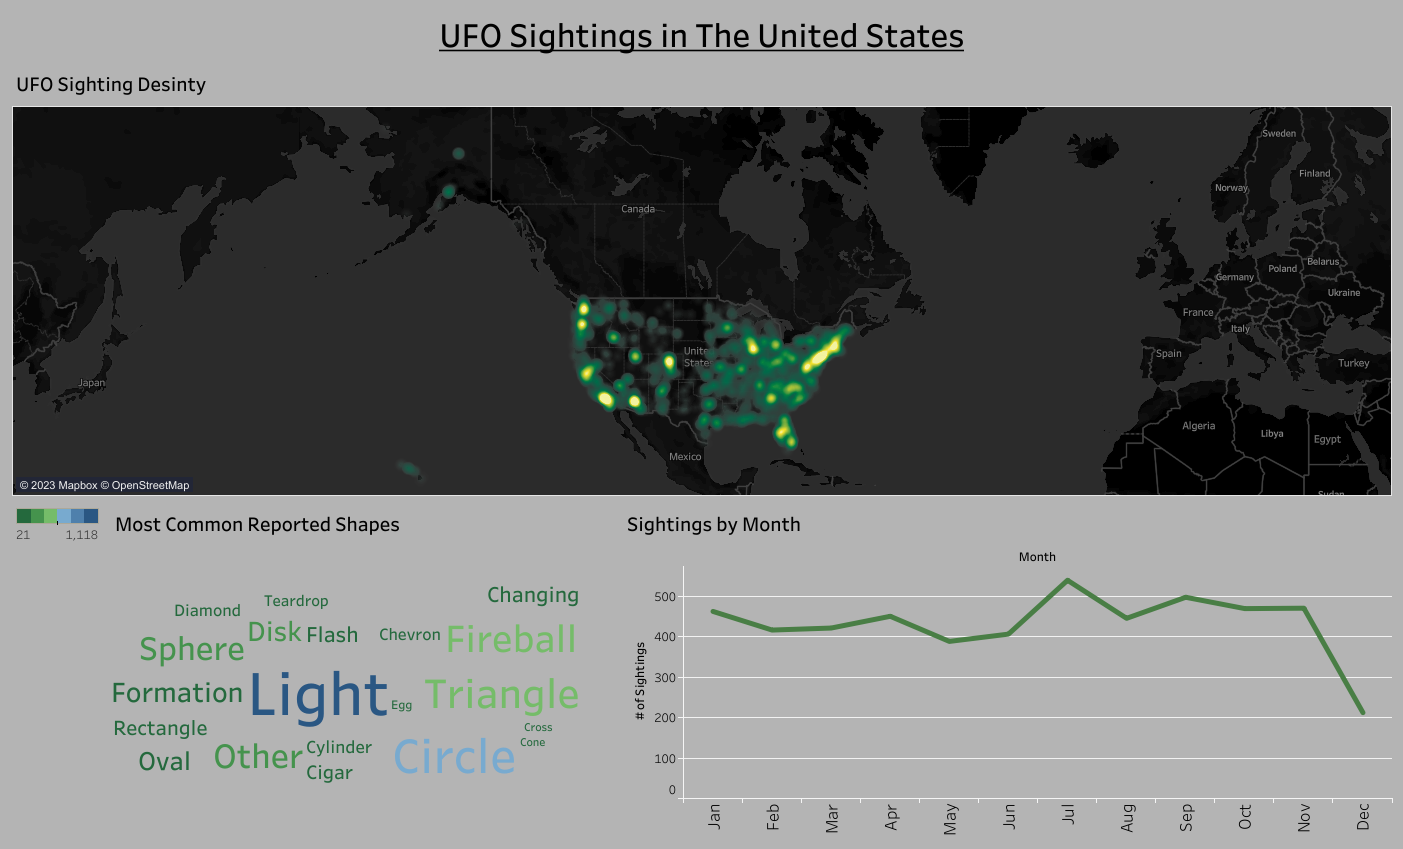 UFO Sightings in The United States
UFO Sighting Desinty
Sweden
Finland
Norway
Canada
Belarus
Poland
Germany
Ukraine
France
Italy
United
States
Spain
Turkey
Japan
Algeria
Libya
Egypt
Mexico
Sudan
© 2023 Mapbox © OpenStreetMap
21
1,118
Most Common Reported Shapes
Changing
Teardrop
Diamond
Disk
Flash
Chevron
Fireball
Sphere
Formation
Light
Egg
Triangle
Rectangle
Cross
Cone
Oval
Other
Cylinder
Cigar
Circle
Sightings by Month
Month
# of Sightings
500
400
300
200
100
0
Jan
Feb
Mar
Apr
May
Jun
Jul
Aug
Sep
Oct
Nov
Dec